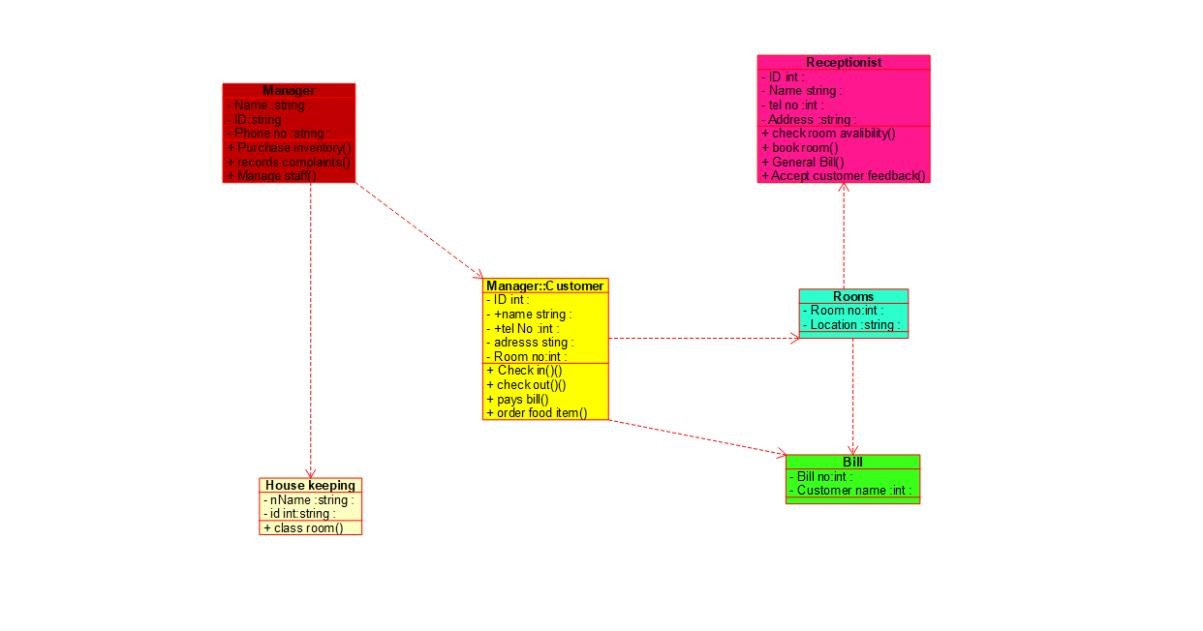 Manager
- Name :string
- ID:string
- Phone no :string :
+ Purchase inventory()
+ records complaints()
+ Manage staff()
Receptionist
- ID int :
- Name string :
- tel no :int :
- Address :string :
+ check room avalibility()
+ book room()
+ General Bill()
+ Accept customer feedback()
Manager::Customer
- ID int :
- +name string :
- +tel No :int :
- adresss sting :
- Room no:int :
+ Check in()()
+ check out()()
+ pays bill()
+ order food item()
Rooms
- Room no:int :
- Location :string :
Bill
- Bill no:int :
- Customer name :int :
House keeping
- nName :string :
- id int:string :
+ class room()